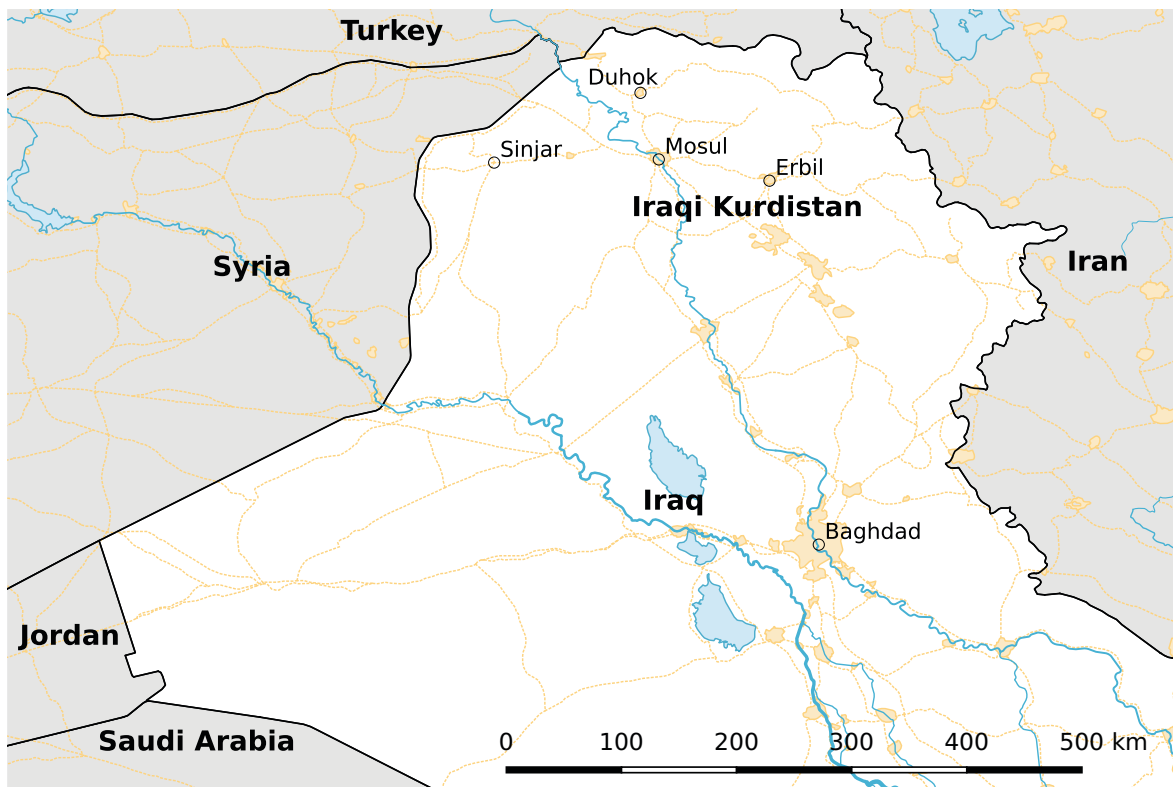 Turkey
Duhok
Sinjar
Mosul
Erbil
Iraqi Kurdistan
Syria
Iran
Iraq
Baghdad
Jordan
Saudi Arabia
0 100 200 300 400 500 km